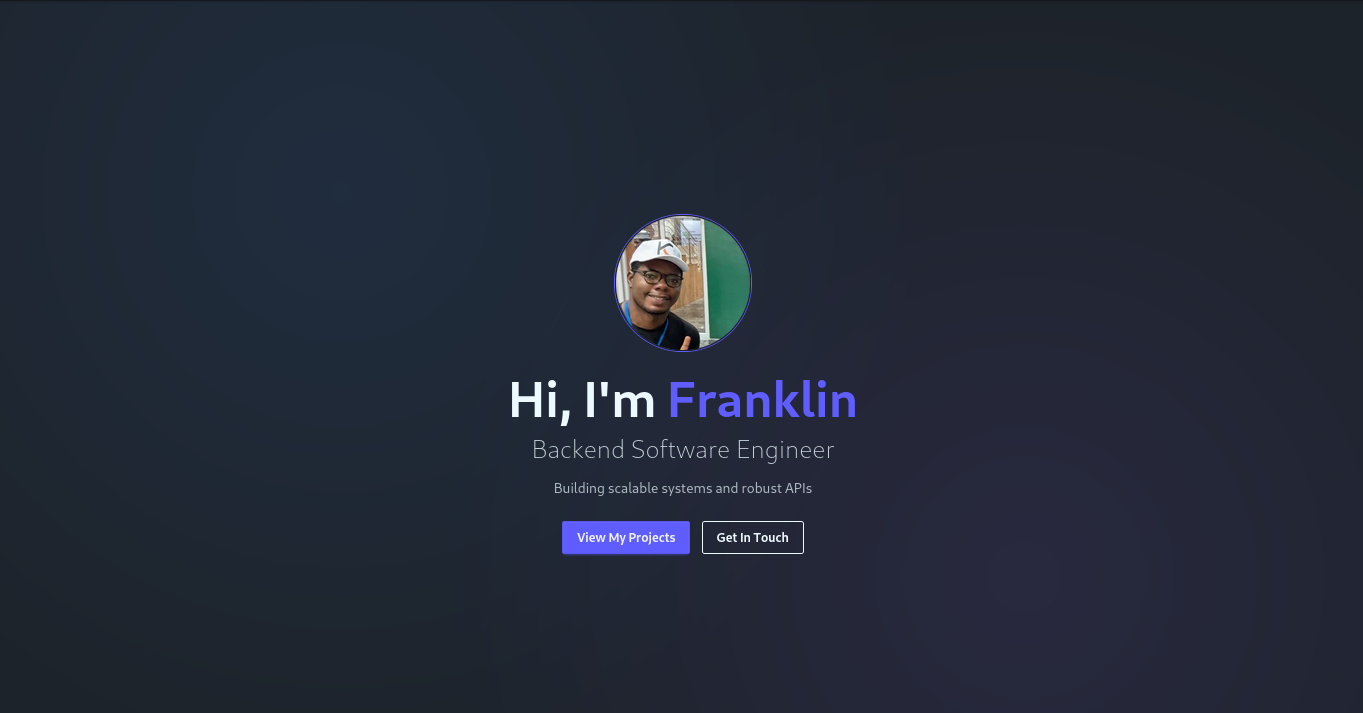 Hi, I'm Franklin
Backend Software Engineer
Building scalable systems and robust APIs
View My Projects
Get In Touch